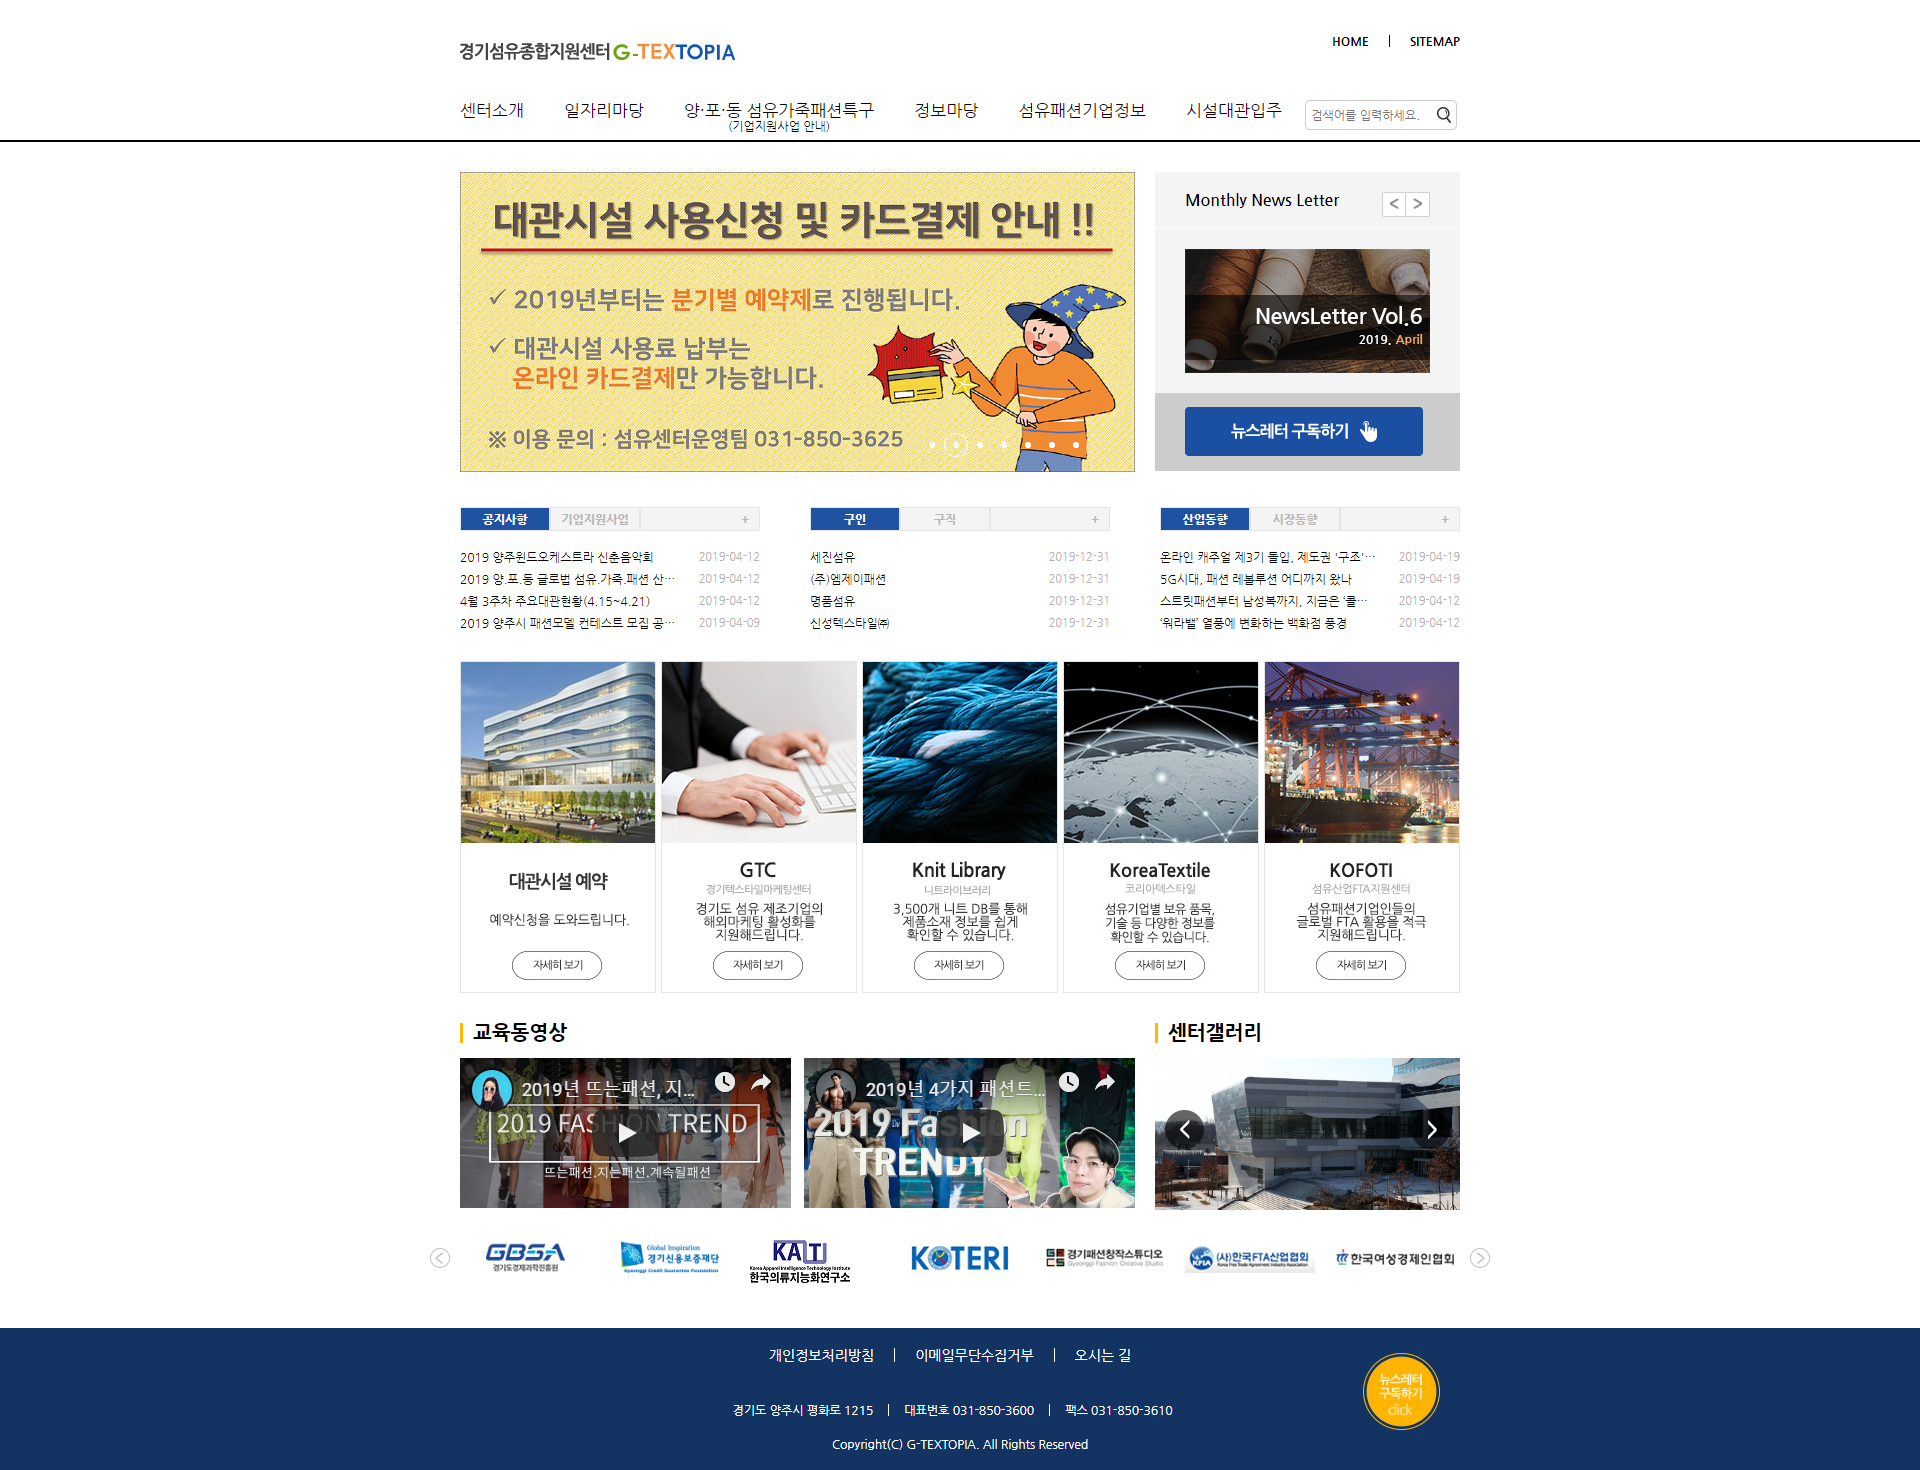 경기섬유종합지원센터 G-TEXTOPIA
HOME | SITEMAP
센터소개
일자리마당
양·포·동 섬유가죽패션특구
(기업지원사업 안내)
정보마당
섬유패션기업정보
시설대관입주
검색어를 입력하세요.
대관시설 사용신청 및 카드결제 안내 !!
✓ 2019년부터는 분기별 예약제로 진행됩니다.
✓ 대관시설 사용료 납부는
온라인 카드결제만 가능합니다.
※ 이용 문의 : 섬유센터운영팀 031-850-3625
Monthly News Letter
< >
NewsLetter Vol.6
2019. April
뉴스레터 구독하기
공지사항 기업지원사업 +
2019 양주윈드오케스트라 신춘음악회 2019-04-12
2019 양.포.동 글로벌 섬유.가죽.패션 산… 2019-04-12
4월 3주차 주요대관현황(4.15~4.21) 2019-04-12
2019 양주시 패션모델 컨테스트 모집 공… 2019-04-09
구인 구직 +
세진섬유 2019-12-31
(주)엠제이패션 2019-12-31
명품섬유 2019-12-31
신성텍스타일㈜ 2019-12-31
산업동향 시장동향 +
온라인 캐주얼 제3기 돌입, 제도권 '구조'… 2019-04-19
5G시대, 패션 레볼루션 어디까지 왔나 2019-04-19
스트릿패션부터 남성복까지, 지금은 '콜… 2019-04-12
‘워라밸’ 열풍에 변화하는 백화점 풍경 2019-04-12
대관시설 예약
예약신청을 도와드립니다.
자세히 보기
GTC
경기텍스타일마케팅센터
경기도 섬유 제조기업의
해외마케팅 활성화를
지원해드립니다.
자세히 보기
Knit Library
니트라이브러리
3,500개 니트 DB를 통해
제품소재 정보를 쉽게
확인할 수 있습니다.
자세히 보기
KoreaTextile
코리아텍스타일
섬유기업별 보유 품목,
기술 등 다양한 정보를
확인할 수 있습니다.
자세히 보기
KOFOTI
섬유산업FTA지원센터
섬유패션기업인들의
글로벌 FTA 활용을 적극
지원해드립니다.
자세히 보기
교육동영상
2019년 뜨는패션, 지...
2019 FASHION TREND
뜨는패션.지는패션.계속될패션
2019년 4가지 패션트...
2019 Fashion
TRENDY
센터갤러리
GBSA
경기도경제과학진흥원
Global Inspiration
경기신용보증재단
Gyeonggi Credit Guarantee Foundation
KAITI
Korea Apparel Intelligence Technology Institute
한국의류지능화연구소
KOTERI
경기패션창작스튜디오
Gyeonggi Fashion Creative Studio
KFIA
(사)한국FTA산업협회
Korea Free Trade Agreement Industry Association
한국여성경제인협회
개인정보처리방침 | 이메일무단수집거부 | 오시는 길
경기도 양주시 평화로 1215 | 대표번호 031-850-3600 | 팩스 031-850-3610
Copyright(C) G-TEXTOPIA. All Rights Reserved
뉴스레터
구독하기
click